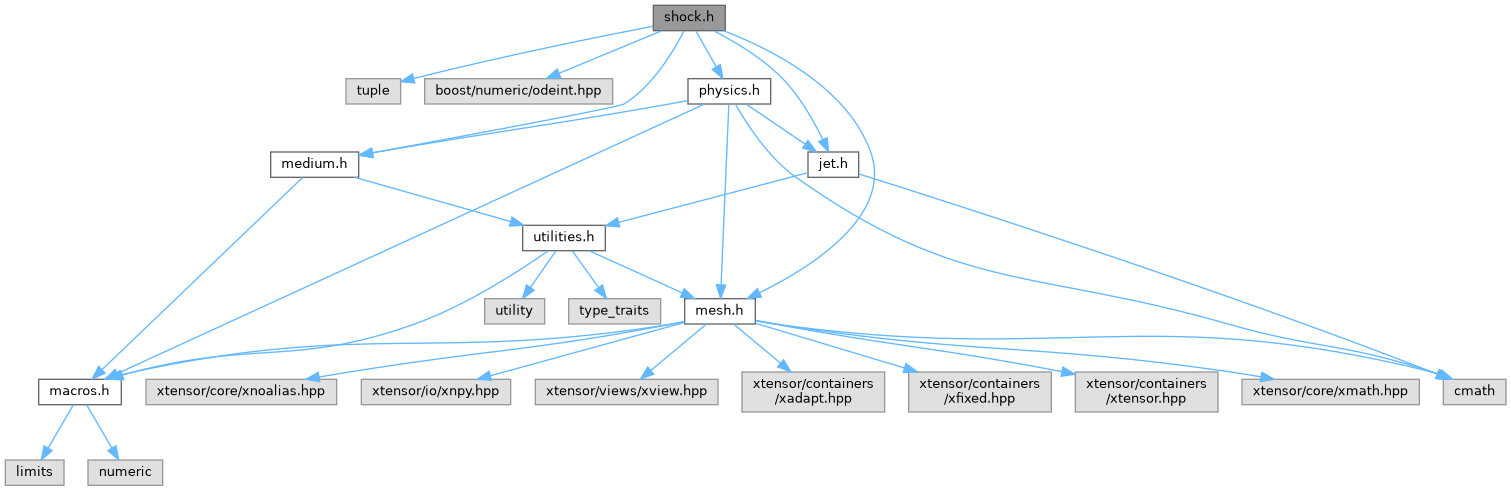 shock.h
tuple
boost/numeric/odeint.hpp
physics.h
medium.h
jet.h
utilities.h
utility
type_traits
mesh.h
macros.h
xtensor/core/xnoalias.hpp
xtensor/io/xnpy.hpp
xtensor/views/xview.hpp
xtensor/containers
/xadapt.hpp
xtensor/containers
/xfixed.hpp
xtensor/containers
/xtensor.hpp
xtensor/core/xmath.hpp
cmath
limits
numeric